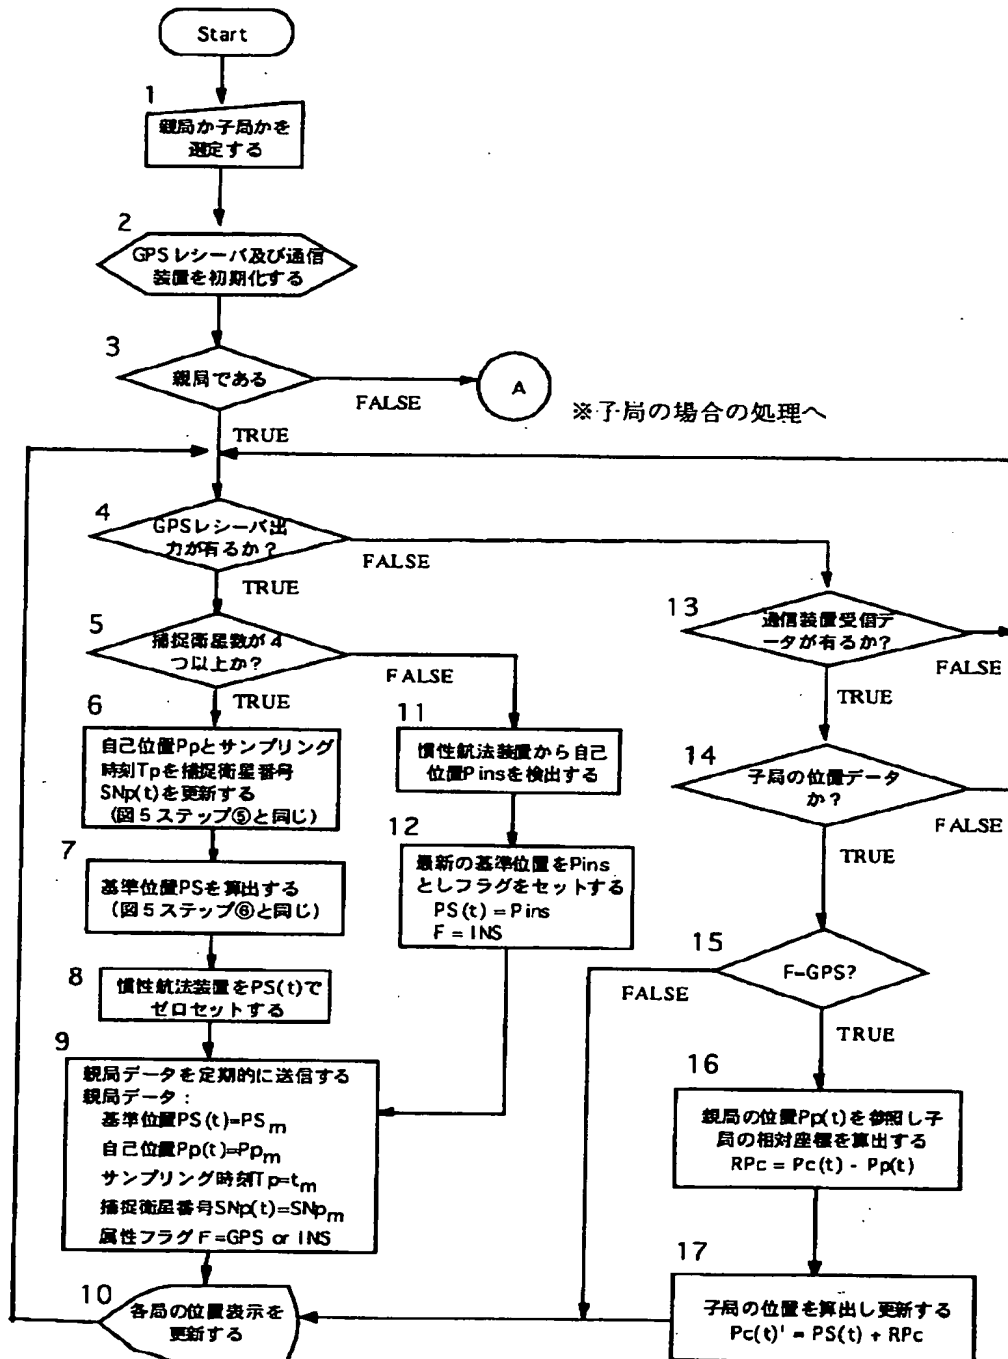 Start
1
親局か子局かを
選定する
2
GPSレシーバ及び通信
装置を初期化する
3
親局である
FALSE
A
※子局の場合の処理へ
TRUE
4
GPSレシーバ出
力が有るか?
FALSE
TRUE
5
捕捉衛星数が4
つ以上か?
FALSE
TRUE
6
自己位置Ppとサンプリング
時刻Tpを捕捉衛星番号
SNp(t)を更新する
(図5ステップ⑤と同じ)
7
基準位置PSを算出する
(図5ステップ⑥と同じ)
8
慣性航法装置をPS(t)で
ゼロセットする
9
親局データを定期的に送信する
親局データ:
基準位置PS(t)=PSm
自己位置Pp(t)=Ppm
サンプリング時刻Tp=tm
捕捉衛星番号SNp(t)=SNpm
属性フラグF=GPS or INS
10
各局の位置表示を
更新する
11
慣性航法装置から自己
位置Pinsを検出する
12
最新の基準位置をPins
としフラグをセットする
PS(t) = Pins
F = INS
13
通信装置受信デ
ータが有るか?
FALSE
TRUE
14
子局の位置データ
か?
FALSE
TRUE
15
F=GPS?
FALSE
TRUE
16
親局の位置Pp(t)を参照し子
局の相対座標を算出する
RPc = Pc(t) - Pp(t)
17
子局の位置を算出し更新する
Pc(t)' = PS(t) + RPc